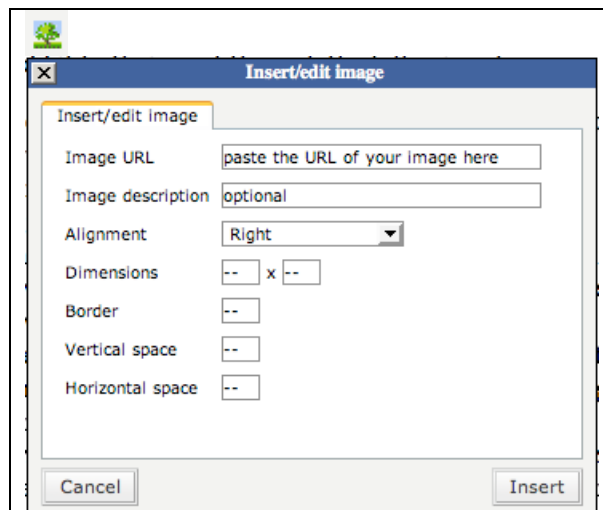 Insert/edit image
Insert/edit image
Image URL paste the URL of your image here
Image description optional
Alignment Right
Dimensions -- x --
Border --
Vertical space --
Horizontal space --
Cancel Insert